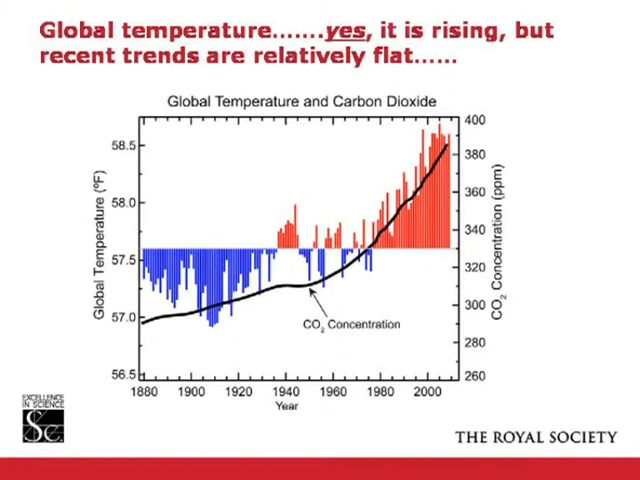 Global temperature…….yes, it is rising, but
recent trends are relatively flat……
Global Temperature and Carbon Dioxide
58.5
58.0
57.5
57.0
56.5
Global Temperature (ºF)
400
380
360
340
320
300
280
260
CO2 Concentration (ppm)
CO2 Concentration
1880 1900 1920 1940 1960 1980 2000
Year
EXCELLENCE
IN SCIENCE
THE ROYAL SOCIETY